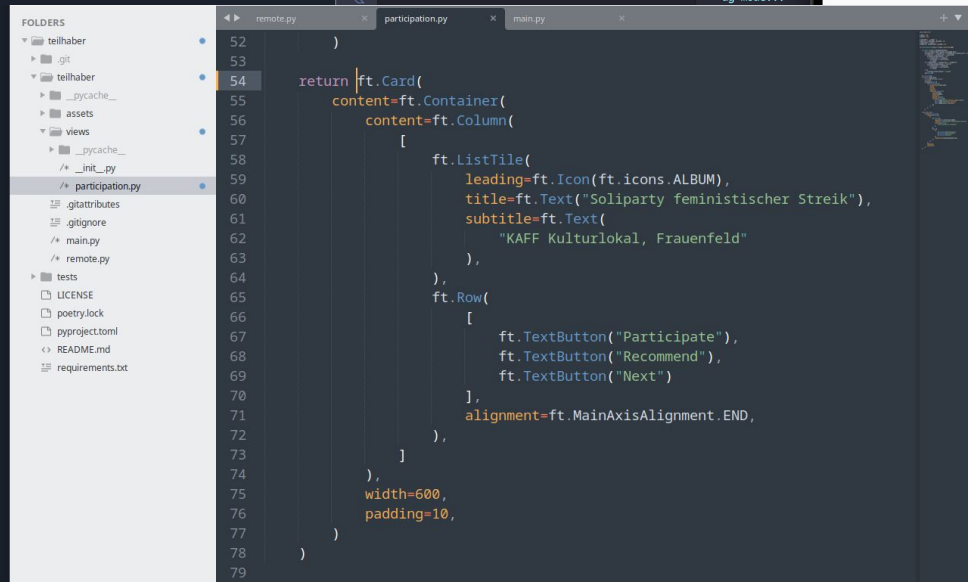 FOLDERS
teilhaber
.git
teilhaber
__pycache__
assets
views
__pycache__
/* __init__.py
/* participation.py
.gitattributes
.gitignore
/* main.py
/* remote.py
tests
LICENSE
poetry.lock
pyproject.toml
<> README.md
requirements.txt
remote.py × participation.py × main.py ×
52 )
53
54 return ft.Card(
55 content=ft.Container(
56 content=ft.Column(
57 [
58 ft.ListTile(
59 leading=ft.Icon(ft.icons.ALBUM),
60 title=ft.Text("Soliparty feministischer Streik"),
61 subtitle=ft.Text(
62 "KAFF Kulturlokal, Frauenfeld"
63 ),
64 ),
65 ft.Row(
66 [
67 ft.TextButton("Participate"),
68 ft.TextButton("Recommend"),
69 ft.TextButton("Next")
70 ],
71 alignment=ft.MainAxisAlignment.END,
72 ),
73 ]
74 ),
75 width=600,
76 padding=10,
77 )
78 )
79